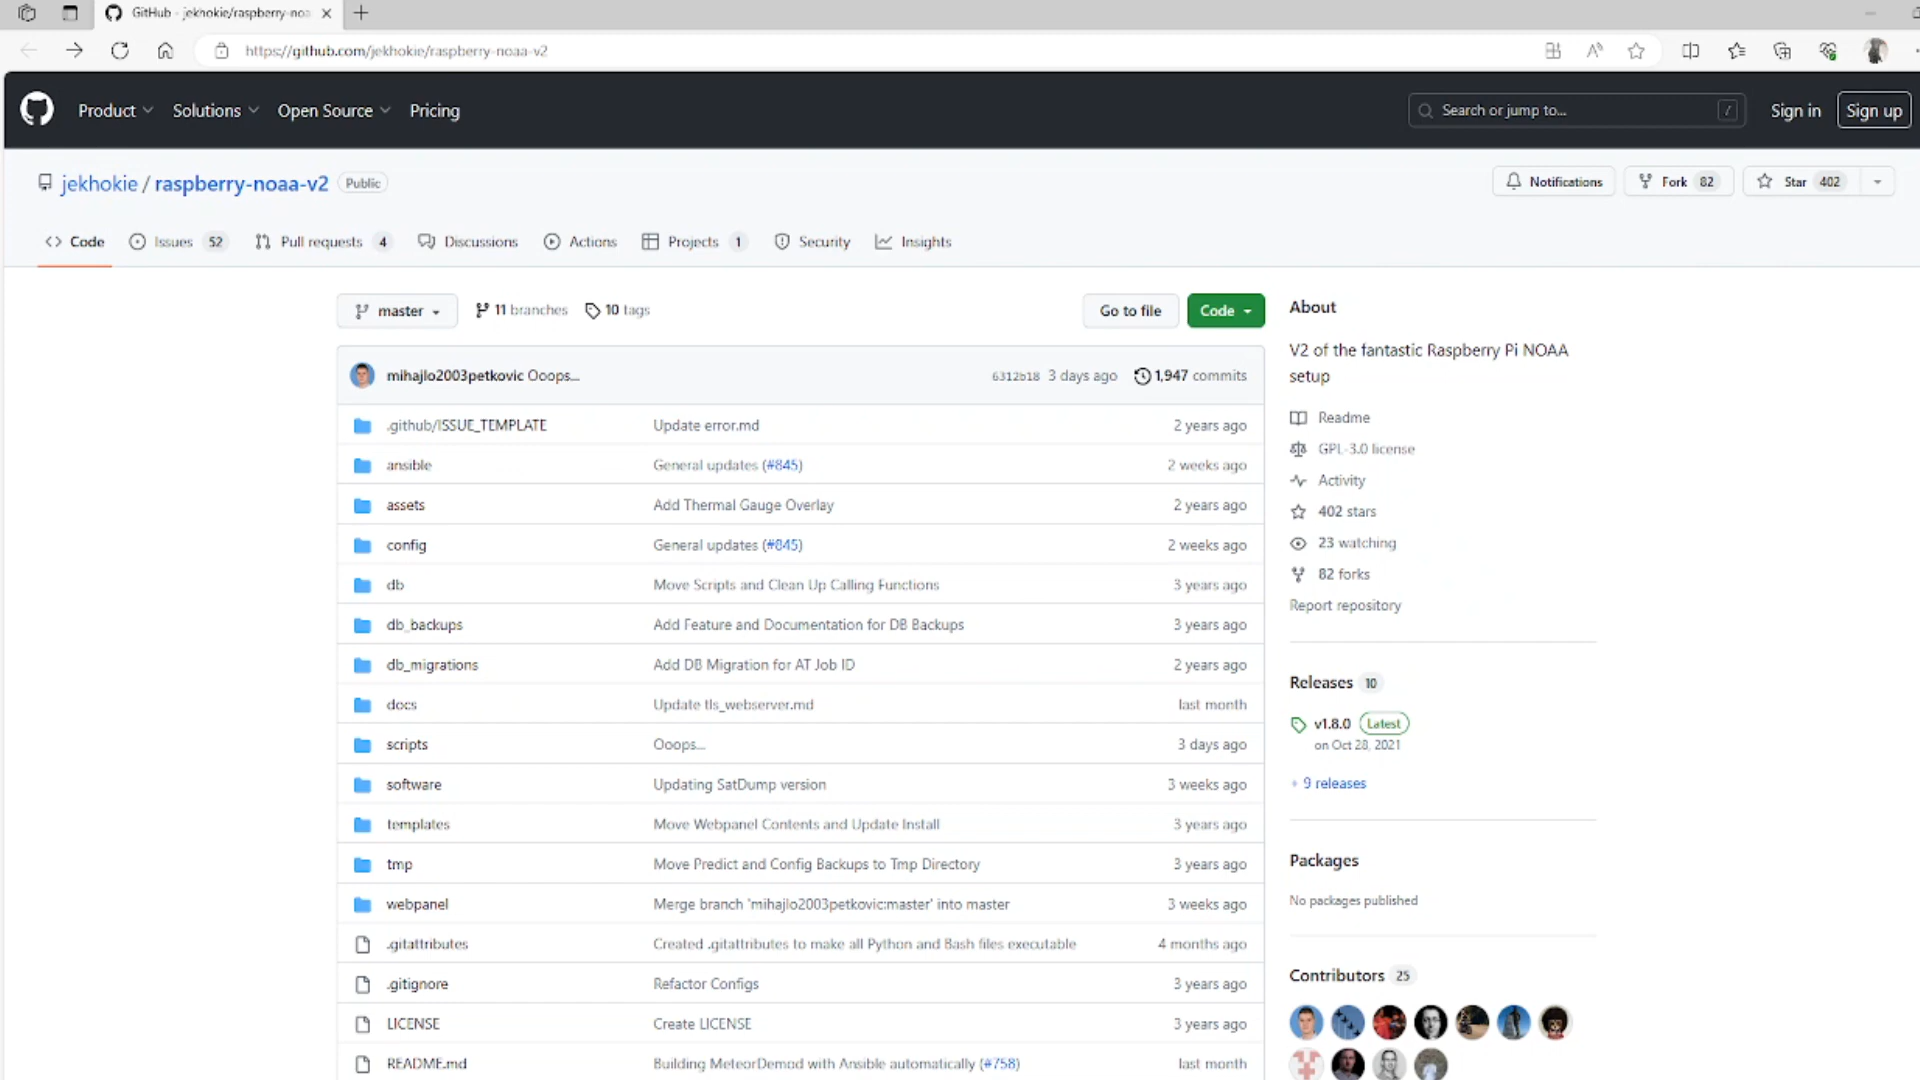 GitHub - jekhokie/raspberry-noa
https://github.com/jekhokie/raspberry-noaa-v2
Product Solutions Open Source Pricing Search or jump to... / Sign in Sign up
jekhokie / raspberry-noaa-v2 Public Notifications Fork 82 Star 402
Code Issues 52 Pull requests 4 Discussions Actions Projects 1 Security Insights
master 11 branches 10 tags Go to file Code
mihajlo2003petkovic Ooops... 6312b18 3 days ago 1,947 commits
.github/ISSUE_TEMPLATE Update error.md 2 years ago
ansible General updates (#845) 2 weeks ago
assets Add Thermal Gauge Overlay 2 years ago
config General updates (#845) 2 weeks ago
db Move Scripts and Clean Up Calling Functions 3 years ago
db_backups Add Feature and Documentation for DB Backups 3 years ago
db_migrations Add DB Migration for AT Job ID 2 years ago
docs Update tls_webserver.md last month
scripts Ooops... 3 days ago
software Updating SatDump version 3 weeks ago
templates Move Webpanel Contents and Update Install 3 years ago
tmp Move Predict and Config Backups to Tmp Directory 3 years ago
webpanel Merge branch 'mihajlo2003petkovic:master' into master 3 weeks ago
.gitattributes Created .gitattributes to make all Python and Bash files executable 4 months ago
.gitignore Refactor Configs 3 years ago
LICENSE Create LICENSE 3 years ago
README.md Building MeteorDemod with Ansible automatically (#758) last month
About
V2 of the fantastic Raspberry Pi NOAA
setup
Readme
GPL-3.0 license
Activity
402 stars
23 watching
82 forks
Report repository
Releases 10
v1.8.0 Latest
on Oct 28, 2021
+ 9 releases
Packages
No packages published
Contributors 25